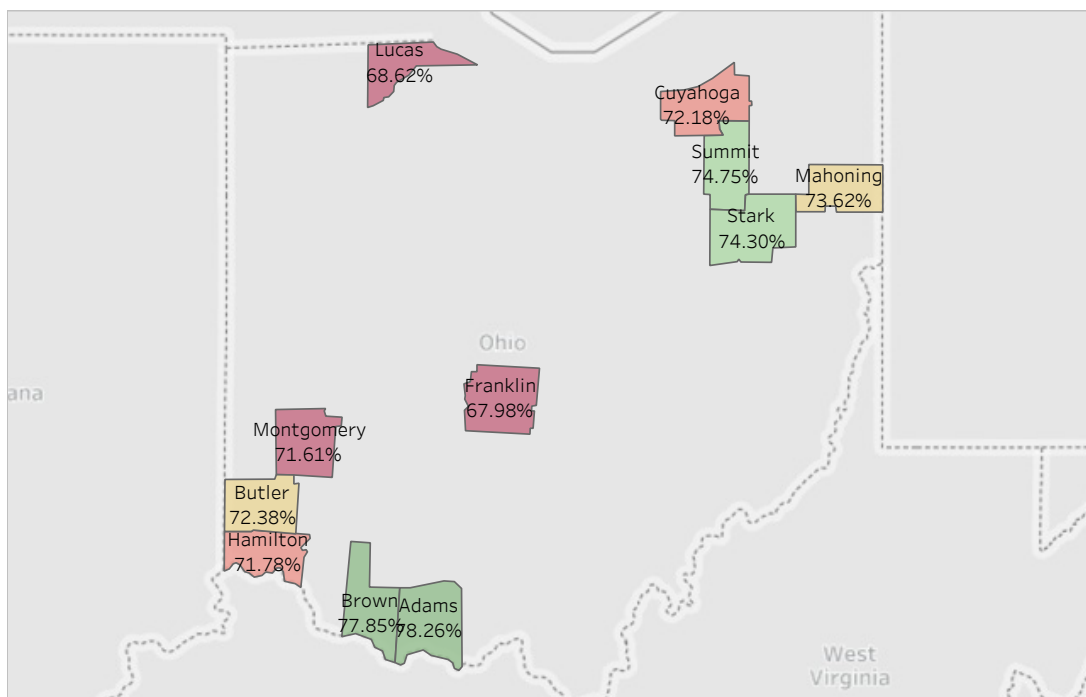 Lucas
68.62%
Cuyahoga
72.18%
Summit
74.75%
Mahoning
73.62%
Stark
74.30%
Ohio
ana
Franklin
67.98%
Montgomery
71.61%
Butler
72.38%
Hamilton
71.78%
Brown
77.85%
Adams
78.26%
West
Virginia